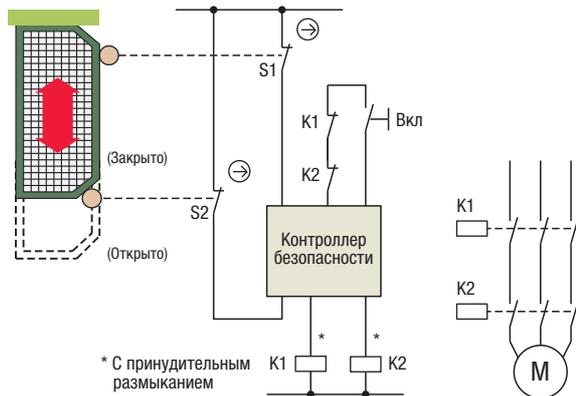 S1
K1
Вкл
(Закрыто)
K2
S2
K1
Контроллер
безопасности
(Открыто)
K2
*
*
* С принудительным
размыканием
K1
K2
M